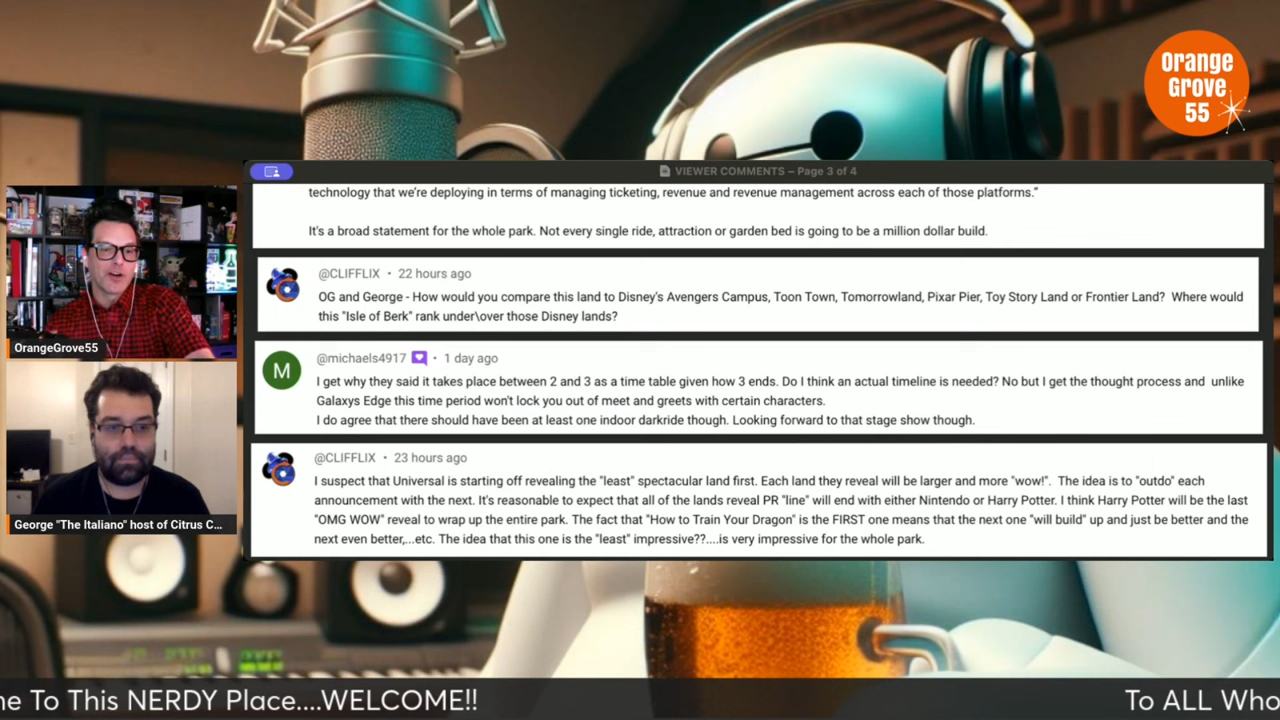 Orange
Grove
55
VIEWER COMMENTS – Page 3 of 4
technology that we're deploying in terms of managing ticketing, revenue and revenue management across each of those platforms."
It's a broad statement for the whole park. Not every single ride, attraction or garden bed is going to be a million dollar build.
@CLIFFLIX • 22 hours ago
OG and George - How would you compare this land to Disney's Avengers Campus, Toon Town, Tomorrowland, Pixar Pier, Toy Story Land or Frontier Land? Where would
this "Isle of Berk" rank under\over those Disney lands?
M
@michaels4917 • 1 day ago
I get why they said it takes place between 2 and 3 as a time table given how 3 ends. Do I think an actual timeline is needed? No but I get the thought process and unlike
Galaxys Edge this time period won't lock you out of meet and greets with certain characters.
I do agree that there should have been at least one indoor darkride though. Looking forward to that stage show though.
@CLIFFLIX • 23 hours ago
I suspect that Universal is starting off revealing the "least" spectacular land first. Each land they reveal will be larger and more "wow!". The idea is to "outdo" each
announcement with the next. It's reasonable to expect that all of the lands reveal PR "line" will end with either Nintendo or Harry Potter. I think Harry Potter will be the last
"OMG WOW" reveal to wrap up the entire park. The fact that "How to Train Your Dragon" is the FIRST one means that the next one "will build" up and just be better and the
next even better,...etc. The idea that this one is the "least" impressive??....is very impressive for the whole park.
OrangeGrove55
George "The Italiano" host of Citrus C...
ne To This NERDY Place....WELCOME!! To ALL Who